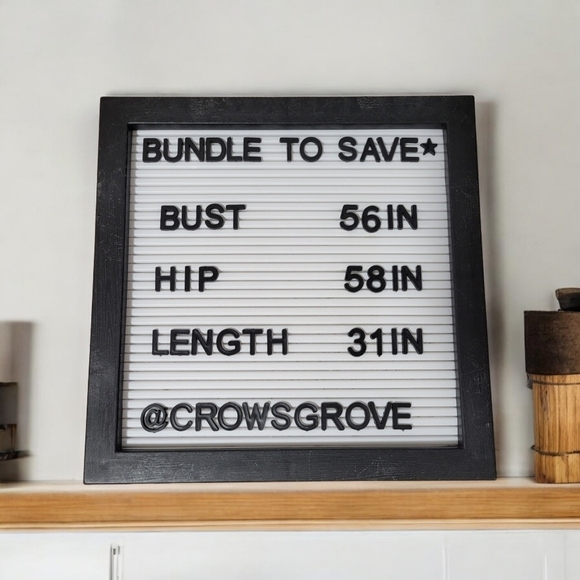 BUNDLE TO SAVE★
BUST 56IN
HIP 58IN
LENGTH 31IN
@CROWSGROVE